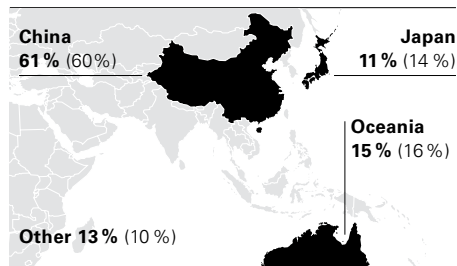 China
61 % (60 %)
Japan
11 % (14 %)
Oceania
15 % (16 %)
Other 13 % (10 %)